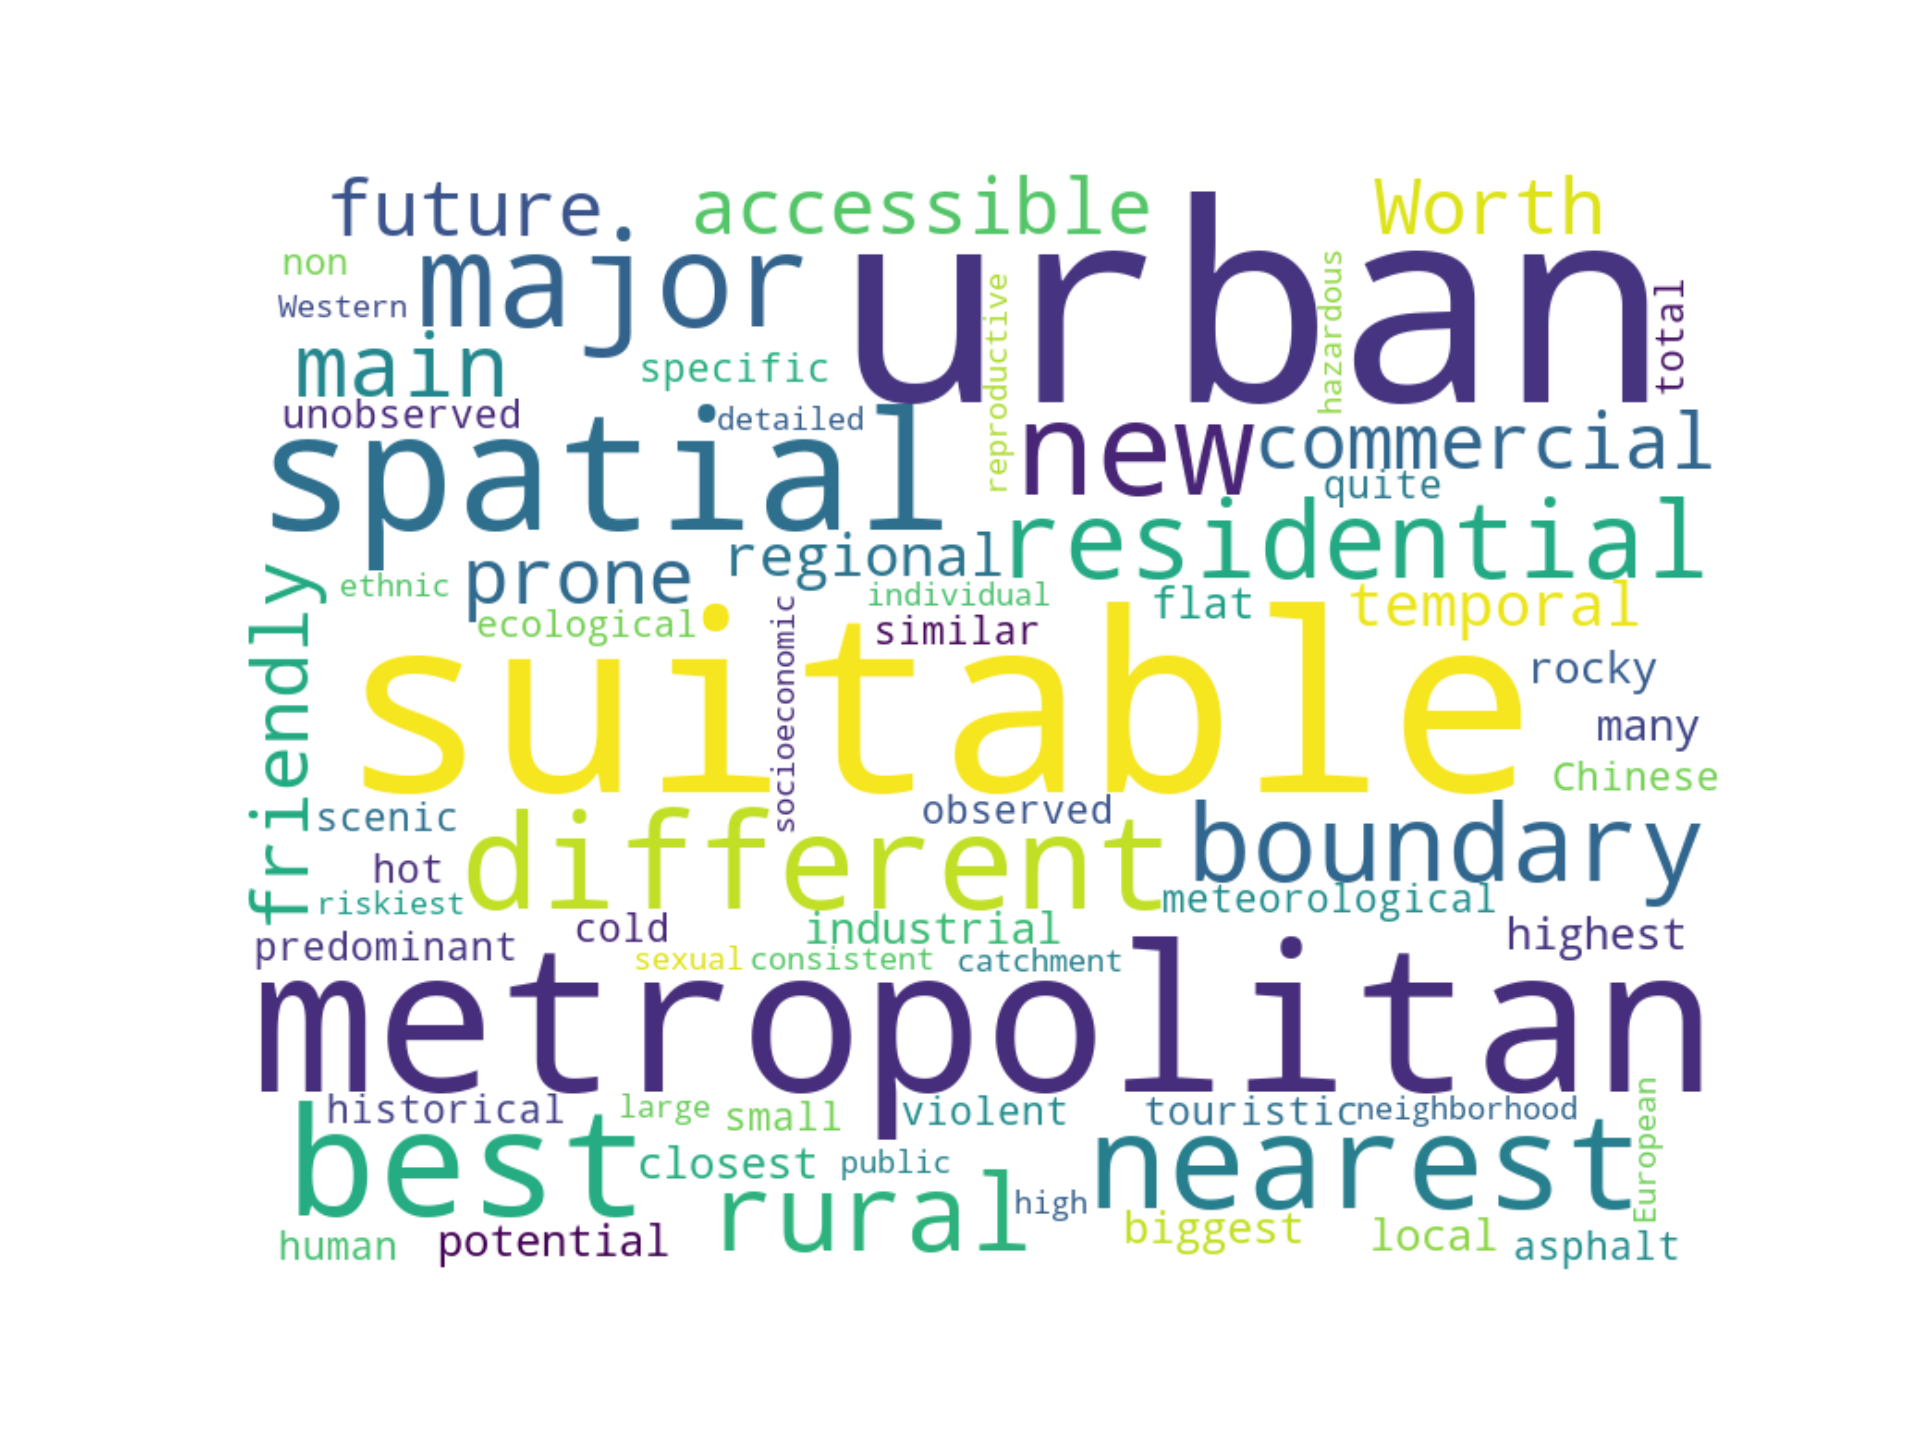 future accessible Worth
non major urban
Western
hazardous
reproductive
total
main specific
unobserved detailed
spatial new commercial
quite
residential
prone regional
ethnic individual flat temporal
friendly
ecological similar
socioeconomic
suitable rocky
many
Chinese
scenic observed
different boundary
hot
riskiest meteorological
predominant cold industrial highest
sexual consistent catchment
metropolitan
historical large small violent touristic neighborhood
European
best closest public nearest
rural high
human potential biggest local asphalt